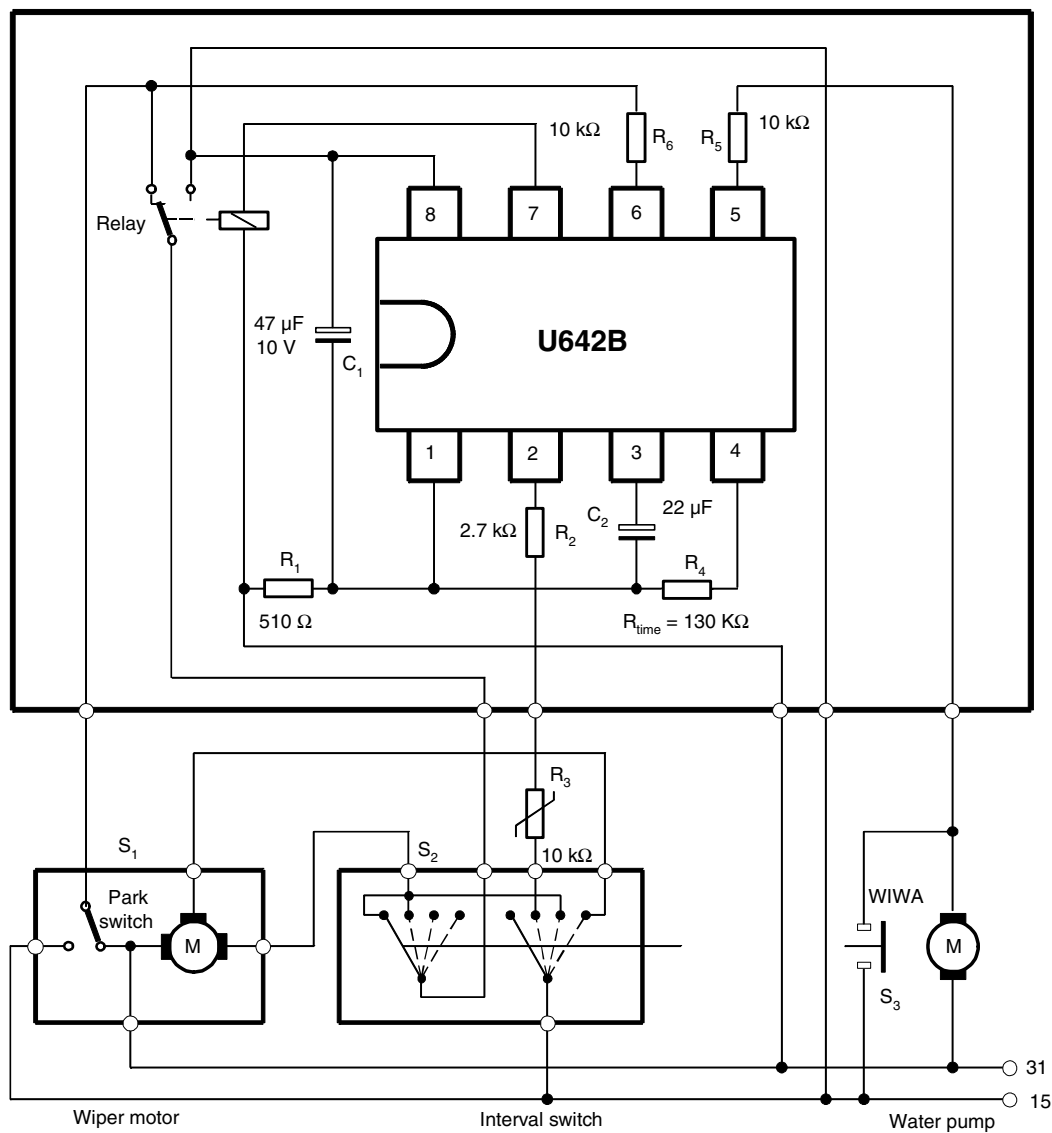 10 kΩ
R6
R5
10 kΩ
8
7
6
5
Relay
47 µF
10 V
C1
U642B
1
2
3
4
2.7 kΩ
R2
C2
22 µF
R1
510 Ω
R4
Rtime = 130 KΩ
R3
10 kΩ
S1
S2
Park
switch
M
WIWA
M
S3
31
15
Wiper motor
Interval switch
Water pump